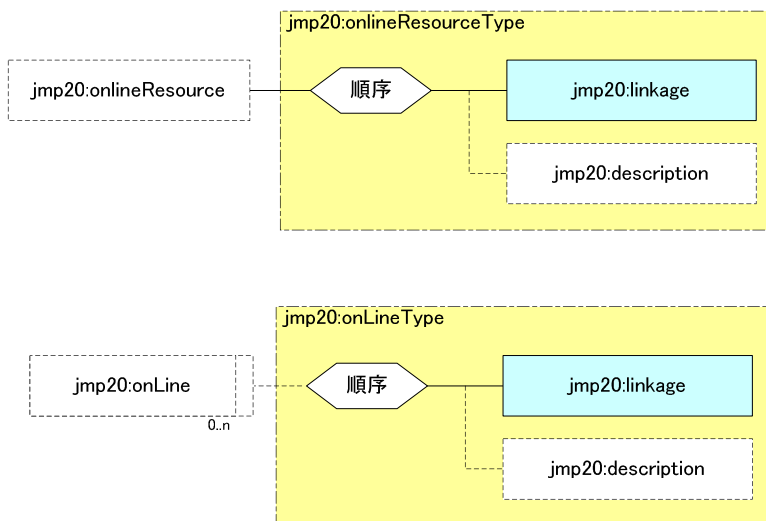 jmp20:onlineResourceType
jmp20:onlineResource
順序
jmp20:linkage
jmp20:description
jmp20:onLineType
jmp20:onLine
順序
jmp20:linkage
0..n
jmp20:description